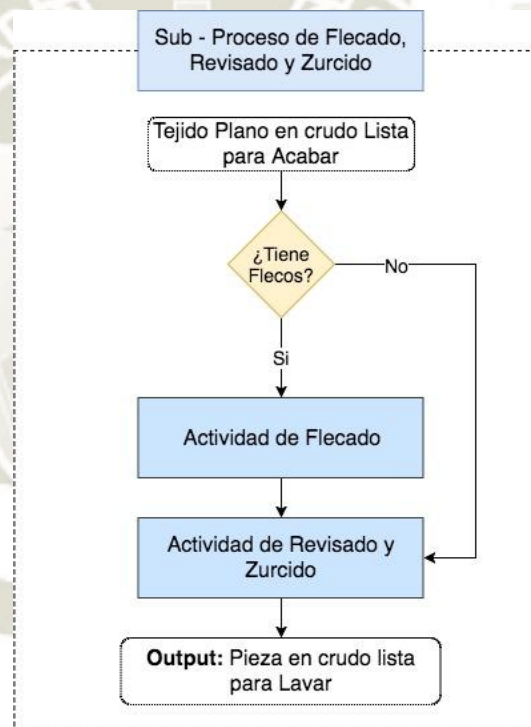 Sub - Proceso de Flecado,
Revisado y Zurcido
Tejido Plano en crudo Lista
para Acabar
¿Tiene
Flecos?
No
Si
Actividad de Flecado
Actividad de Revisado y
Zurcido
Output: Pieza en crudo lista
para Lavar